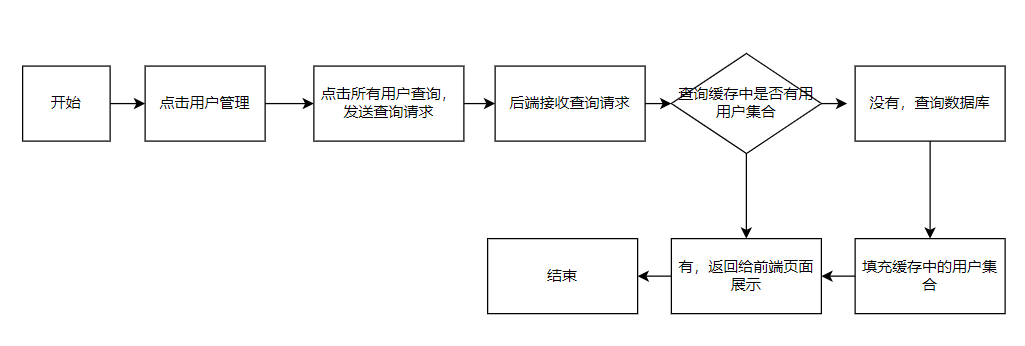 开始
点击用户管理
点击所有用户查询，
发送查询请求
后端接收查询请求
查询缓存中是否有用
用户集合
没有，查询数据库
结束
有，返回给前端页面
展示
填充缓存中的用户集
合